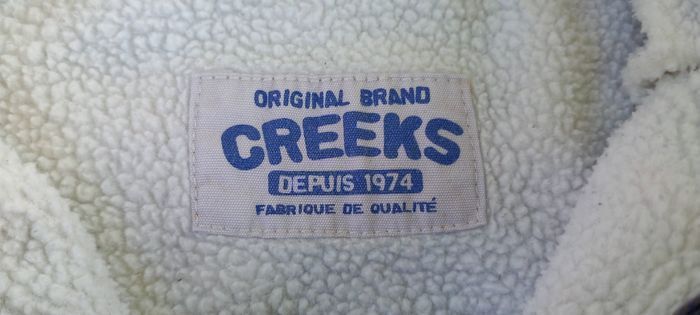 ORIGINAL BRAND
CREEKS
DEPUIS 1974
FABRIQUE DE QUALITÉ